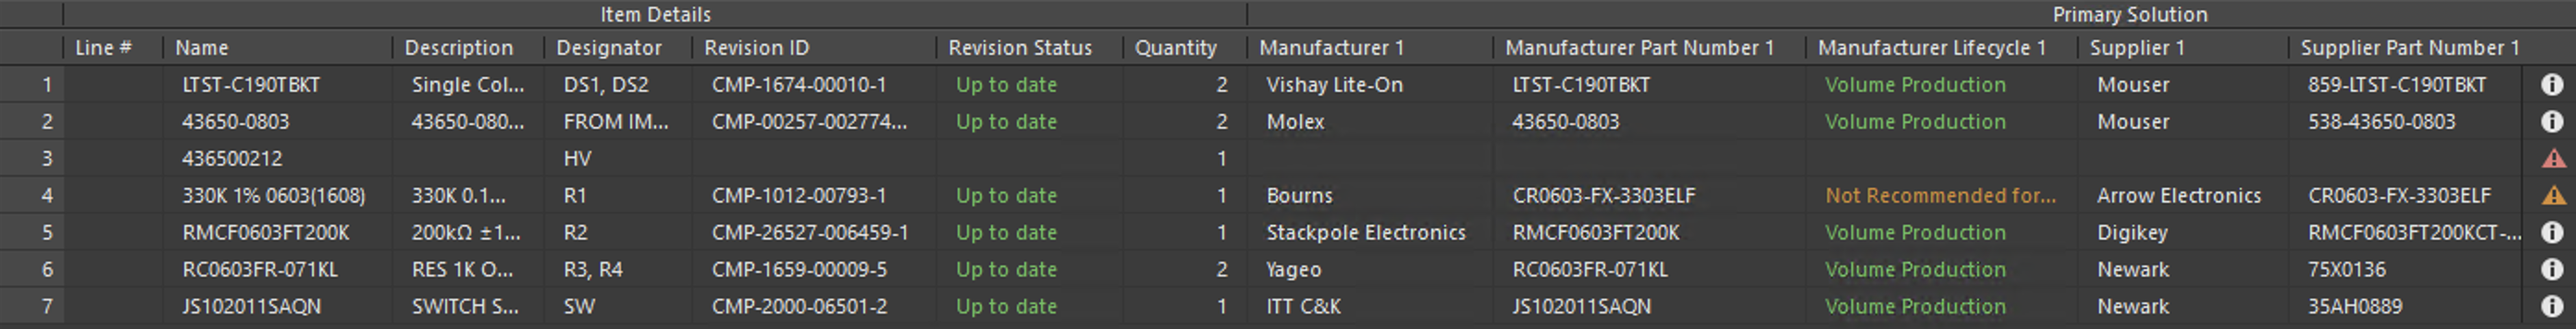 Item Details Primary Solution
Line # Name Description Designator Revision ID Revision Status Quantity Manufacturer 1 Manufacturer Part Number 1 Manufacturer Lifecycle 1 Supplier 1 Supplier Part Number 1
1 LTST-C190TBKT Single Col... DS1, DS2 CMP-1674-00010-1 Up to date 2 Vishay Lite-On LTST-C190TBKT Volume Production Mouser 859-LTST-C190TBKT
2 43650-0803 43650-080... FROM IM... CMP-00257-002774... Up to date 2 Molex 43650-0803 Volume Production Mouser 538-43650-0803
3 436500212 HV 1
4 330K 1% 0603(1608) 330K 0.1... R1 CMP-1012-00793-1 Up to date 1 Bourns CR0603-FX-3303ELF Not Recommended for... Arrow Electronics CR0603-FX-3303ELF
5 RMCF0603FT200K 200kΩ ±1... R2 CMP-26527-006459-1 Up to date 1 Stackpole Electronics RMCF0603FT200K Volume Production Digikey RMCF0603FT200KCT-...
6 RC0603FR-071KL RES 1K O... R3, R4 CMP-1659-00009-5 Up to date 2 Yageo RC0603FR-071KL Volume Production Newark 75X0136
7 JS102011SAQN SWITCH S... SW CMP-2000-06501-2 Up to date 1 ITT C&K JS102011SAQN Volume Production Newark 35AH0889